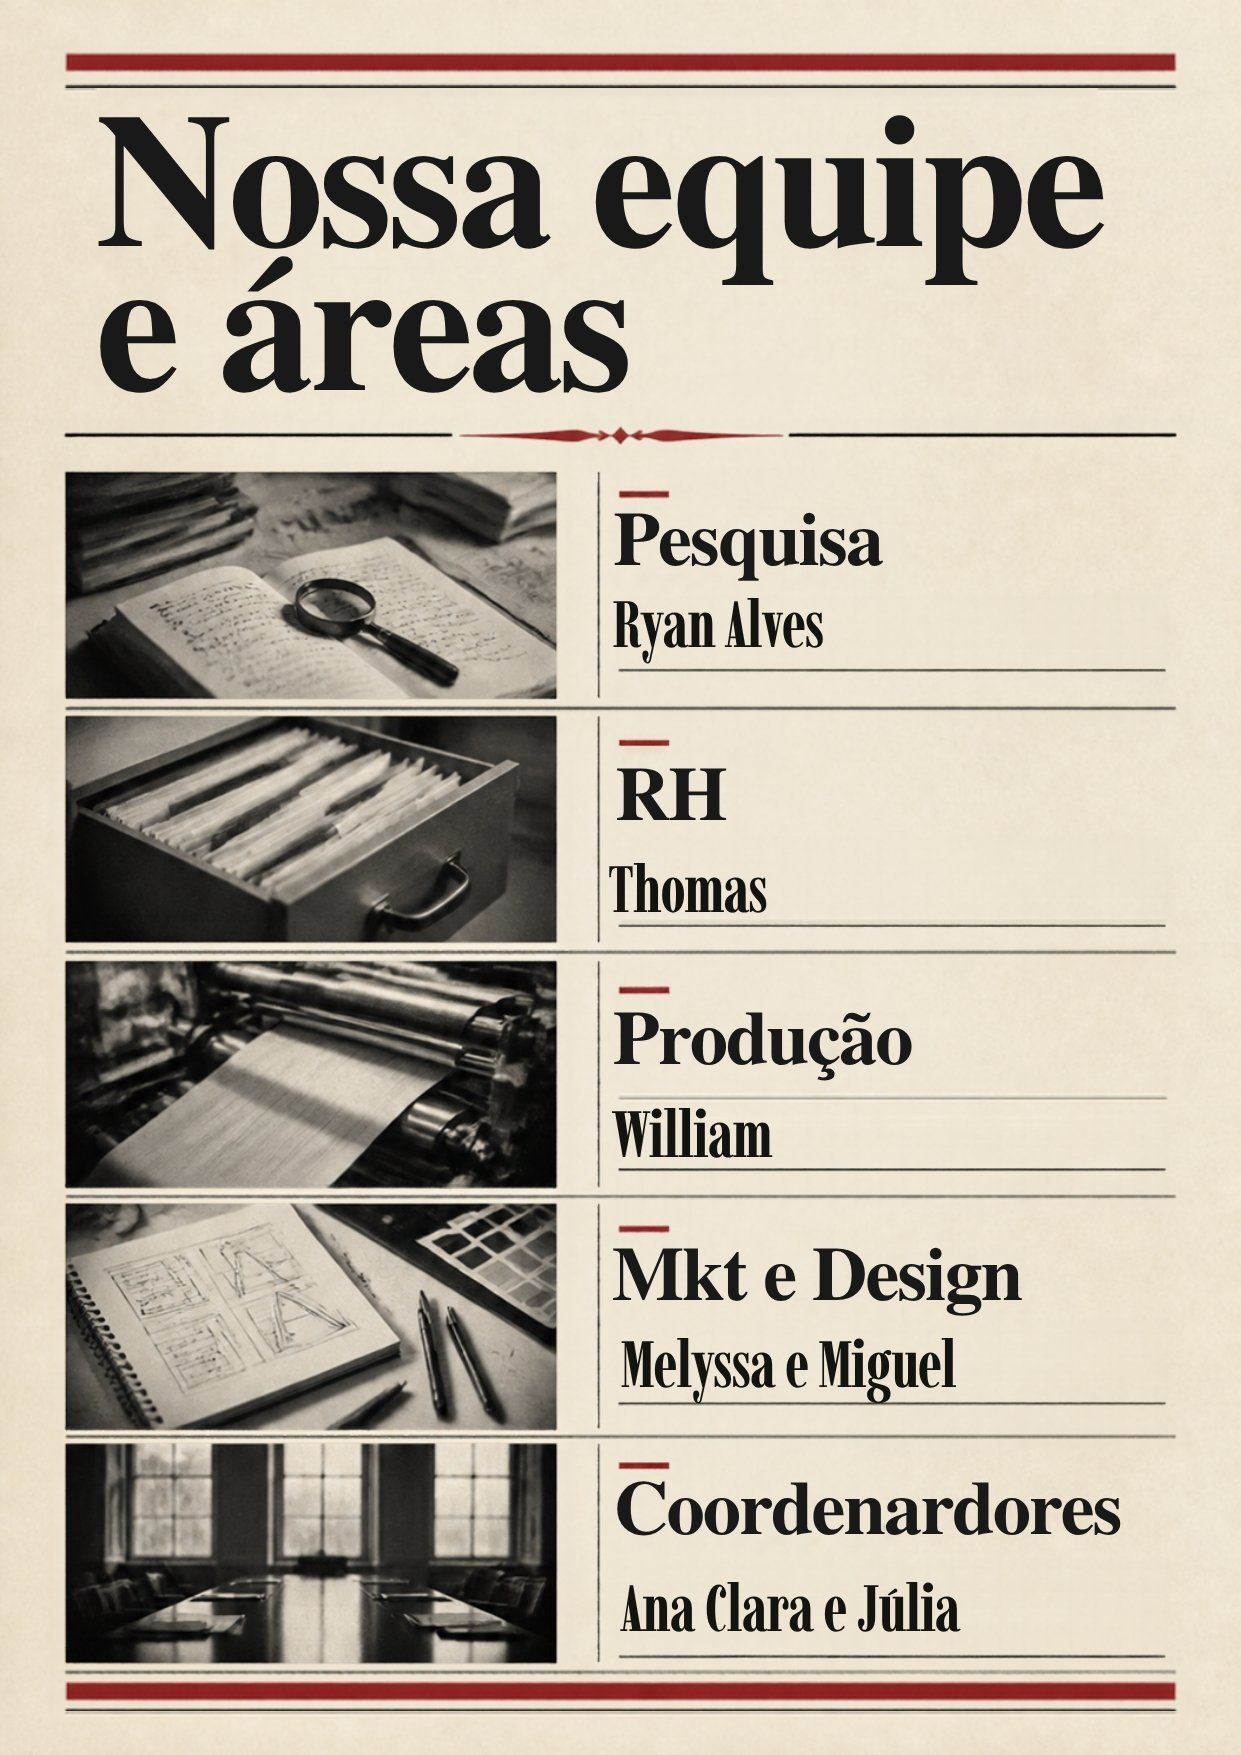 Nossa equipe
e áreas
Pesquisa
Ryan Alves
RH
Thomas
Produção
William
Mkt e Design
Melyssa e Miguel
Coordenardores
Ana Clara e Júlia